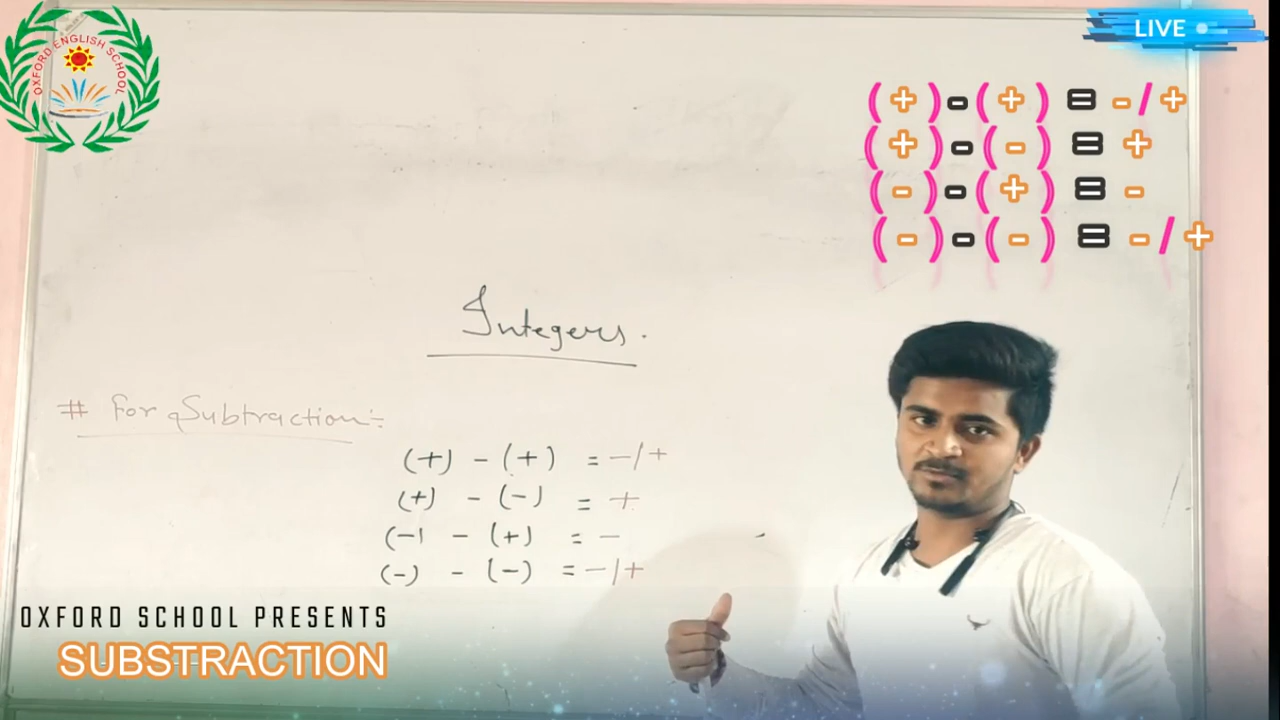 OXFORD ENGLISH SCHOOL
LIVE
(+)-(+) = -/+
(+)-(-) = +
(-)-(+) = -
(-)-(-) = -/+
Integers.
# For Subtraction:-
(+) - (+) = -/+
(+) - (-) = +
(-) - (+) = -
(-) - (-) = -/+
OXFORD SCHOOL PRESENTS
SUBSTRACTION